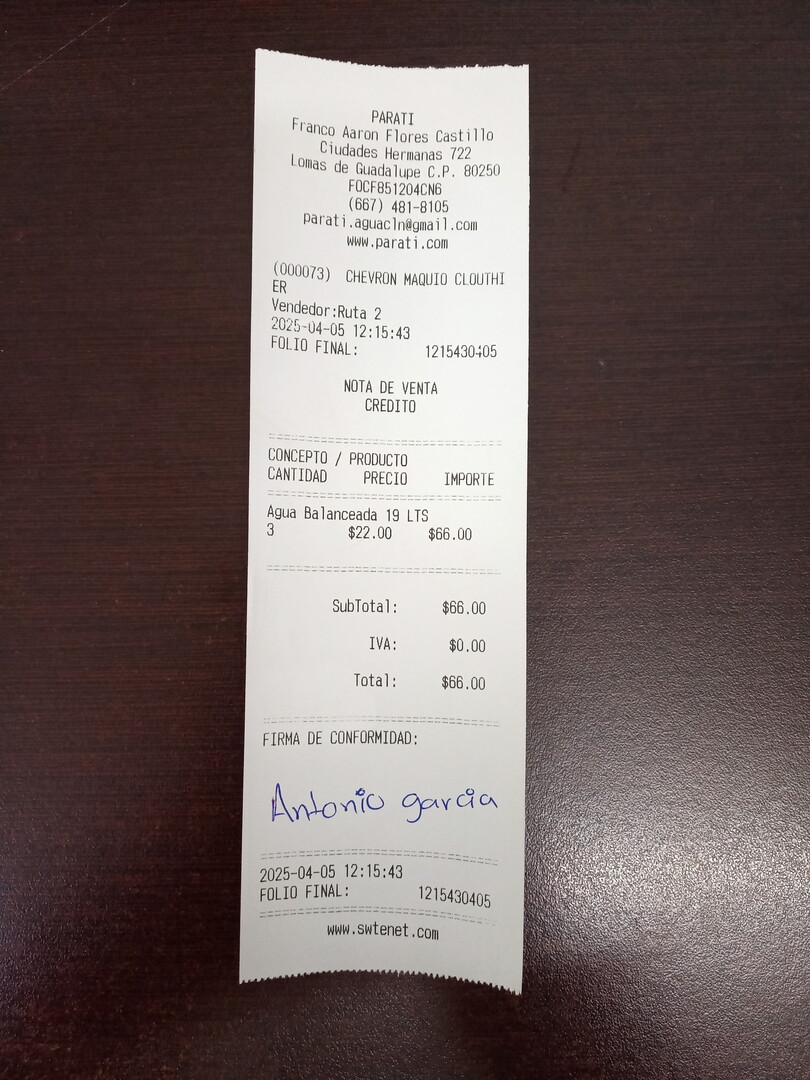 PARATI
Franco Aaron Flores Castillo
Ciudades Hermanas 722
Lomas de Guadalupe C.P. 80250
FOCF851204CN6
(667) 481-8105
parati.aguacln@gmail.com
www.parati.com
(000073) CHEVRON MAQUIO CLOUTHI
ER
Vendedor:Ruta 2
2025-04-05 12:15:43
FOLIO FINAL: 1215430405
NOTA DE VENTA
CREDITO
CONCEPTO / PRODUCTO
CANTIDAD PRECIO IMPORTE
Agua Balanceada 19 LTS
3 $22.00 $66.00
SubTotal: $66.00
IVA: $0.00
Total: $66.00
FIRMA DE CONFORMIDAD:
Antonio garcia
2025-04-05 12:15:43
FOLIO FINAL: 1215430405
www.swtenet.com